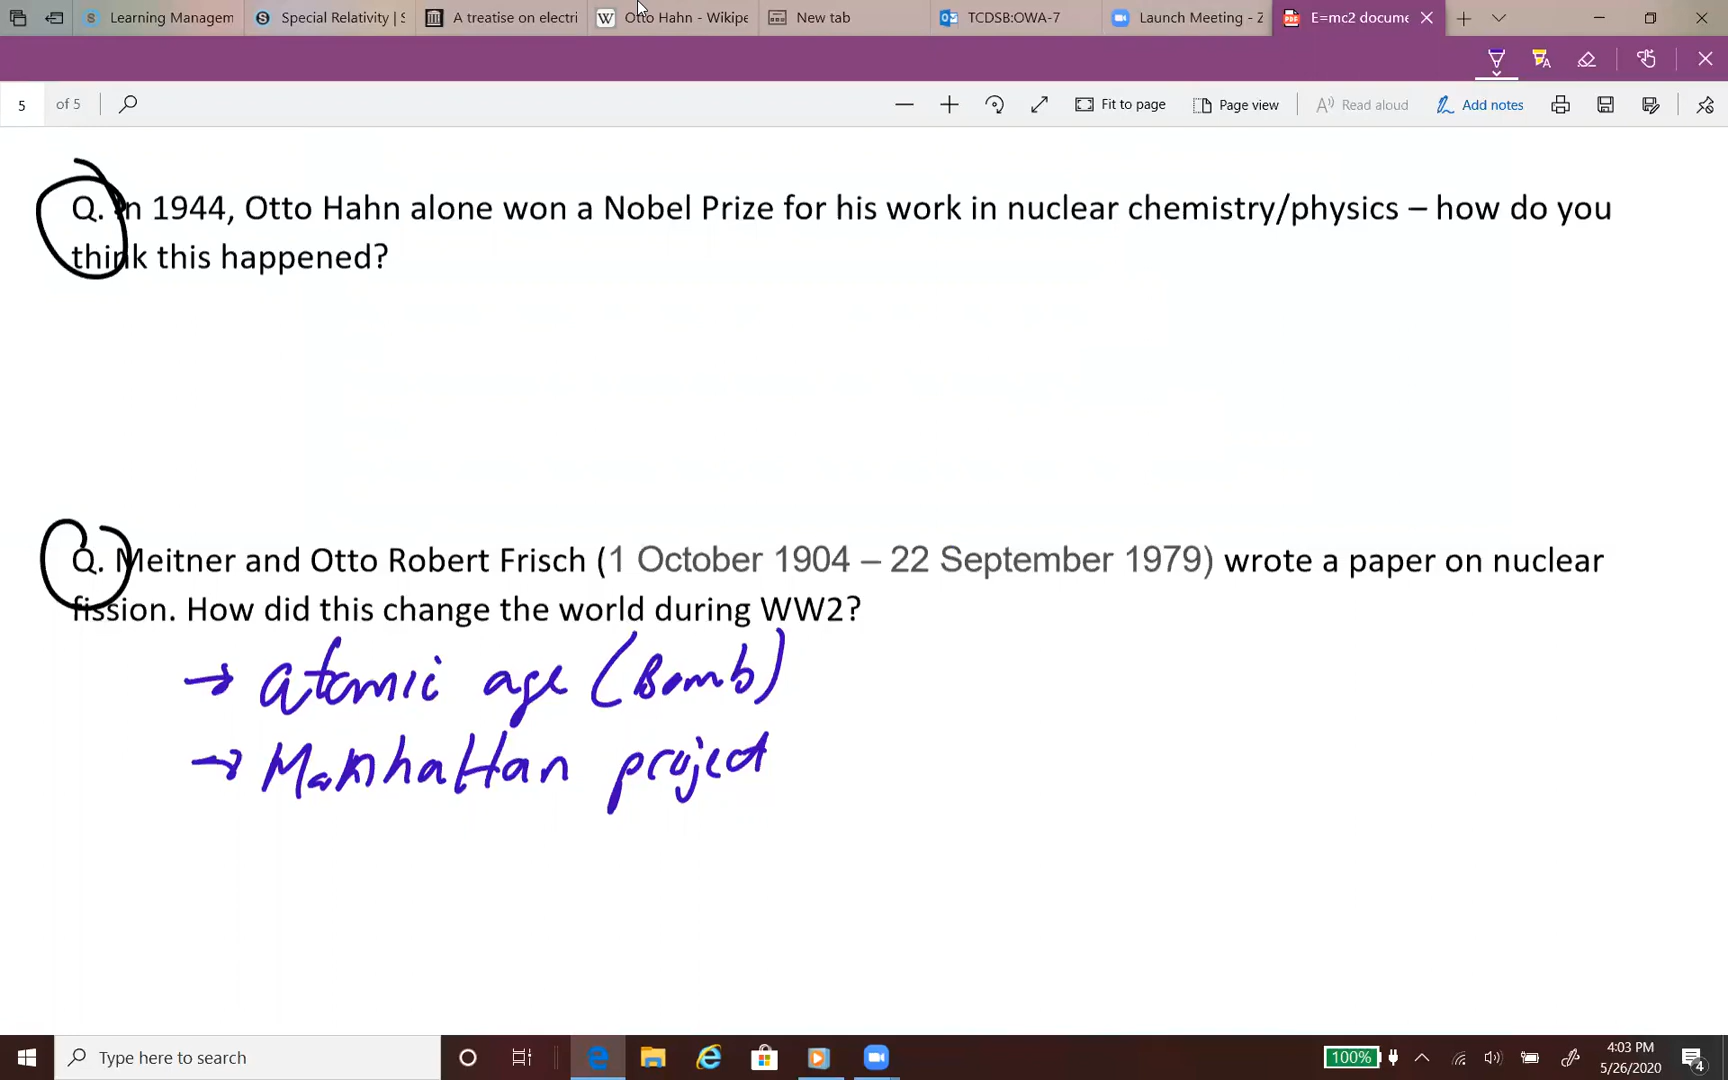 Learning Managem
Special Relativity | S
A treatise on electri
W Otto Hahn - Wikipe
New tab
TCDSB:OWA-7
Launch Meeting - Z
E=mc2 docume
5 of 5
Fit to page
Page view
Read aloud
Add notes
Q. In 1944, Otto Hahn alone won a Nobel Prize for his work in nuclear chemistry/physics – how do you
think this happened?
Q. Meitner and Otto Robert Frisch (1 October 1904 – 22 September 1979) wrote a paper on nuclear
fission. How did this change the world during WW2?
→ atomic age (Bomb)
→ Manhattan project
Type here to search
100%
4:03 PM
5/26/2020
4